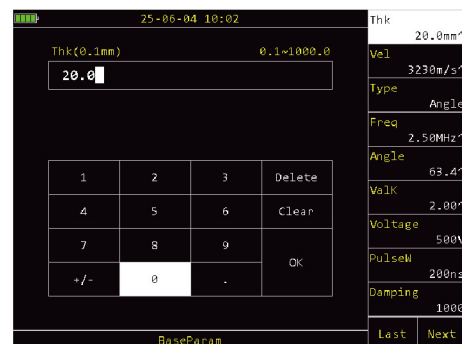 25-06-04 10:02
Thk(0.1mm) 0.1~1000.0
20.0
1 2 3 Delete
4 5 6 Clear
7 8 9
OK
+/- 0 .
BaseParam
Thk
20.0mm^
Vel
3230m/s^
Type
Angle
Freq
2.50MHz^
Angle
63.4^
ValK
2.00^
Voltage
500V
PulseW
200ns
Damping
1000
Last Next